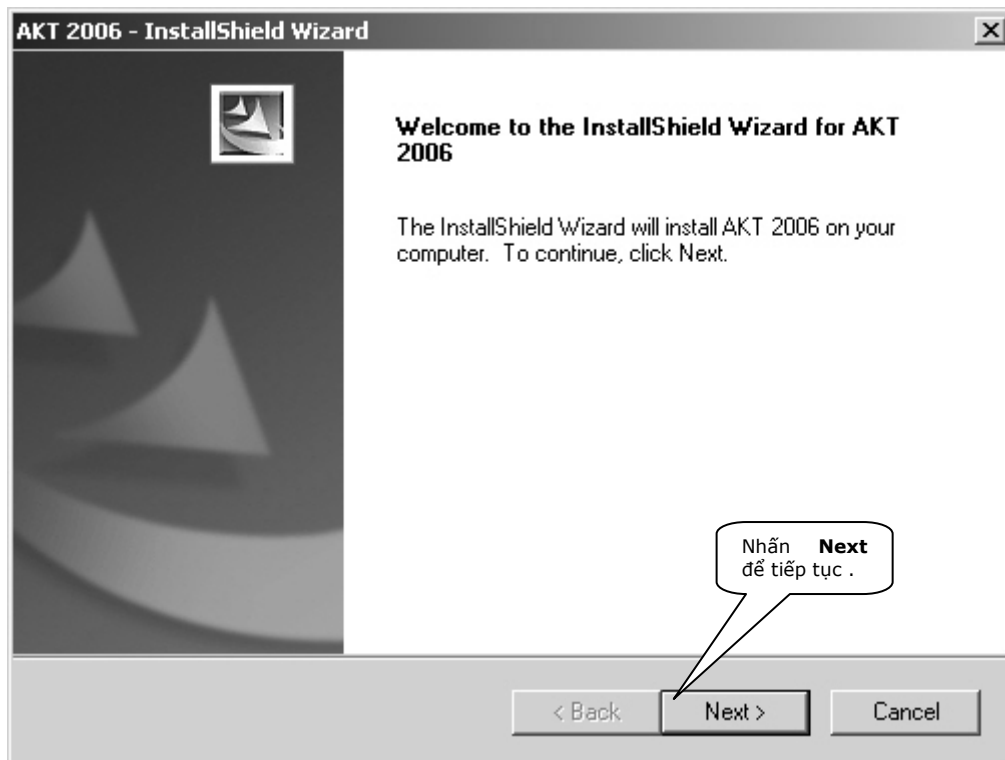 AKT 2006 - InstallShield Wizard
Welcome to the InstallShield Wizard for AKT
2006
The InstallShield Wizard will install AKT 2006 on your
computer. To continue, click Next.
Nhấn Next
để tiếp tục .
< Back
Next >
Cancel